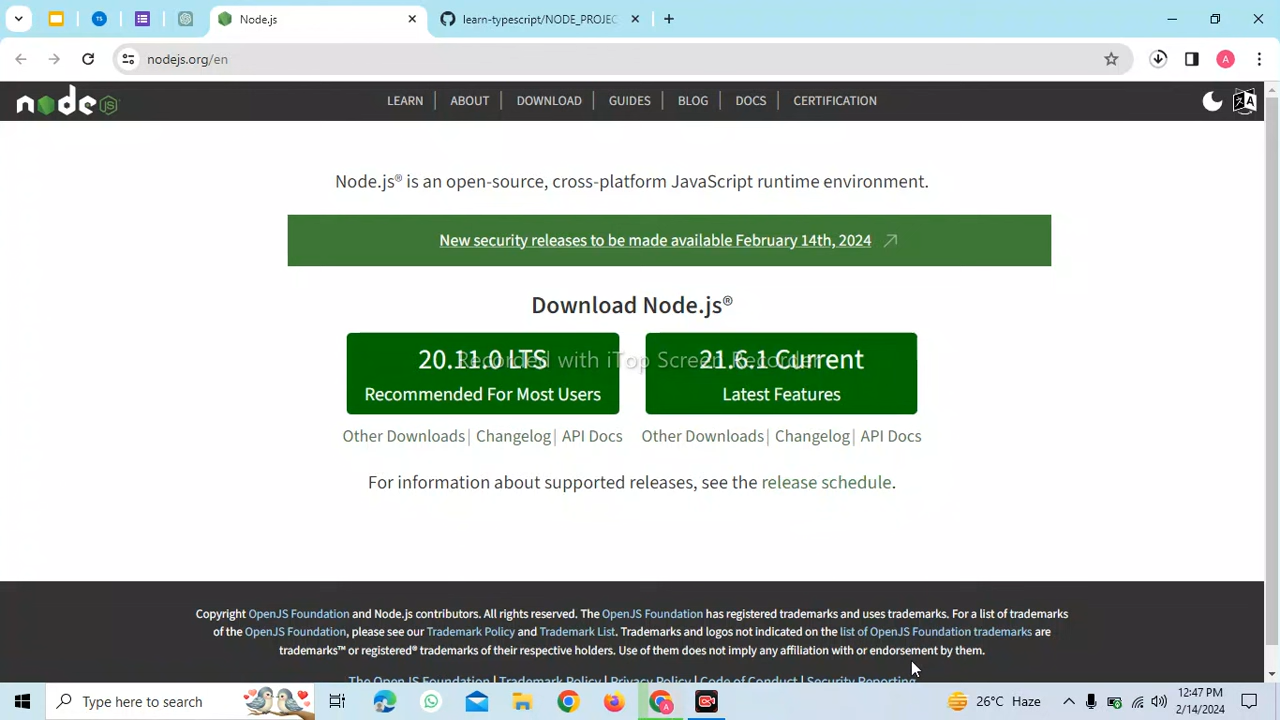 Node.js
learn-typescript/NODE_PROJEC
nodejs.org/en
A
node JS
LEARN | ABOUT | DOWNLOAD | GUIDES | BLOG | DOCS | CERTIFICATION
Node.js® is an open-source, cross-platform JavaScript runtime environment.
New security releases to be made available February 14th, 2024
Download Node.js®
20.11.0 LTS
Recommended For Most Users
21.6.1 Current
Latest Features
Recorded with iTop Screen Recorder
Other Downloads | Changelog | API Docs
Other Downloads | Changelog | API Docs
For information about supported releases, see the release schedule.
Copyright OpenJS Foundation and Node.js contributors. All rights reserved. The OpenJS Foundation has registered trademarks and uses trademarks. For a list of trademarks
of the OpenJS Foundation, please see our Trademark Policy and Trademark List. Trademarks and logos not indicated on the list of OpenJS Foundation trademarks are
trademarks™ or registered® trademarks of their respective holders. Use of them does not imply any affiliation with or endorsement by them.
The OpenJS Foundation | Trademark Policy | Privacy Policy | Code of Conduct | Security Reporting
Type here to search
26°C Haze
12:47 PM
2/14/2024